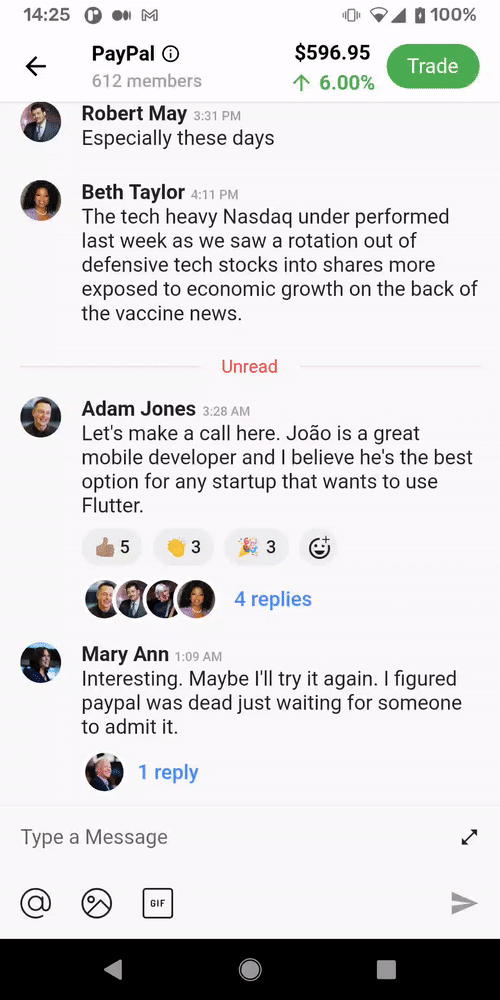 14:25
100%
PayPal
$596.95
612 members
↑ 6.00%
Trade
Robert May 3:31 PM
Especially these days
Beth Taylor 4:11 PM
The tech heavy Nasdaq under performed
last week as we saw a rotation out of
defensive tech stocks into shares more
exposed to economic growth on the back of
the vaccine news.
Unread
Adam Jones 3:28 AM
Let's make a call here. João is a great
mobile developer and I believe he's the best
option for any startup that wants to use
Flutter.
5 3 3
4 replies
Mary Ann 1:09 AM
Interesting. Maybe I'll try it again. I figured
paypal was dead just waiting for someone
to admit it.
1 reply
Type a Message
GIF